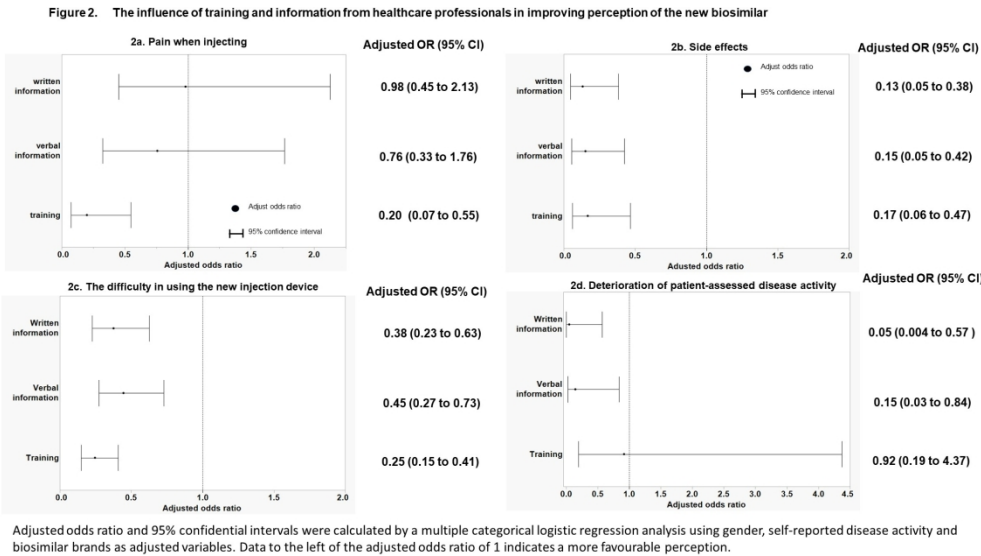 Figure 2. The influence of training and information from healthcare professionals in improving perception of the new biosimilar
2a. Pain when injecting
Adjusted OR (95% CI)
written
information
0.98 (0.45 to 2.13)
verbal
information
0.76 (0.33 to 1.76)
training
0.20 (0.07 to 0.55)
Adjust odds ratio
95% confidence interval
0.0 0.5 1.0 1.5 2.0
Adjusted odds ratio
2b. Side effects
Adjusted OR (95% CI)
Adjust odds ratio
95% confidence interval
written
information
0.13 (0.05 to 0.38)
verbal
information
0.15 (0.05 to 0.42)
training
0.17 (0.06 to 0.47)
0.0 0.5 1.0 1.5 2.0
Adusted odds ratio
2c. The difficulty in using the new injection device
Adjusted OR (95% CI)
Written
information
0.38 (0.23 to 0.63)
Verbal
information
0.45 (0.27 to 0.73)
Training
0.25 (0.15 to 0.41)
0.0 0.5 1.0 1.5 2.0
Adjusted odds ratio
2d. Deterioration of patient-assessed disease activity
Adjusted OR (95% CI)
Written
information
0.05 (0.004 to 0.57 )
Verbal
information
0.15 (0.03 to 0.84)
Training
0.92 (0.19 to 4.37)
0.0 0.5 1.0 1.5 2.0 2.5 3.0 3.5 4.0 4.5
Adjusted odds ratio
Adjusted odds ratio and 95% confidential intervals were calculated by a multiple categorical logistic regression analysis using gender, self-reported disease activity and
biosimilar brands as adjusted variables. Data to the left of the adjusted odds ratio of 1 indicates a more favourable perception.